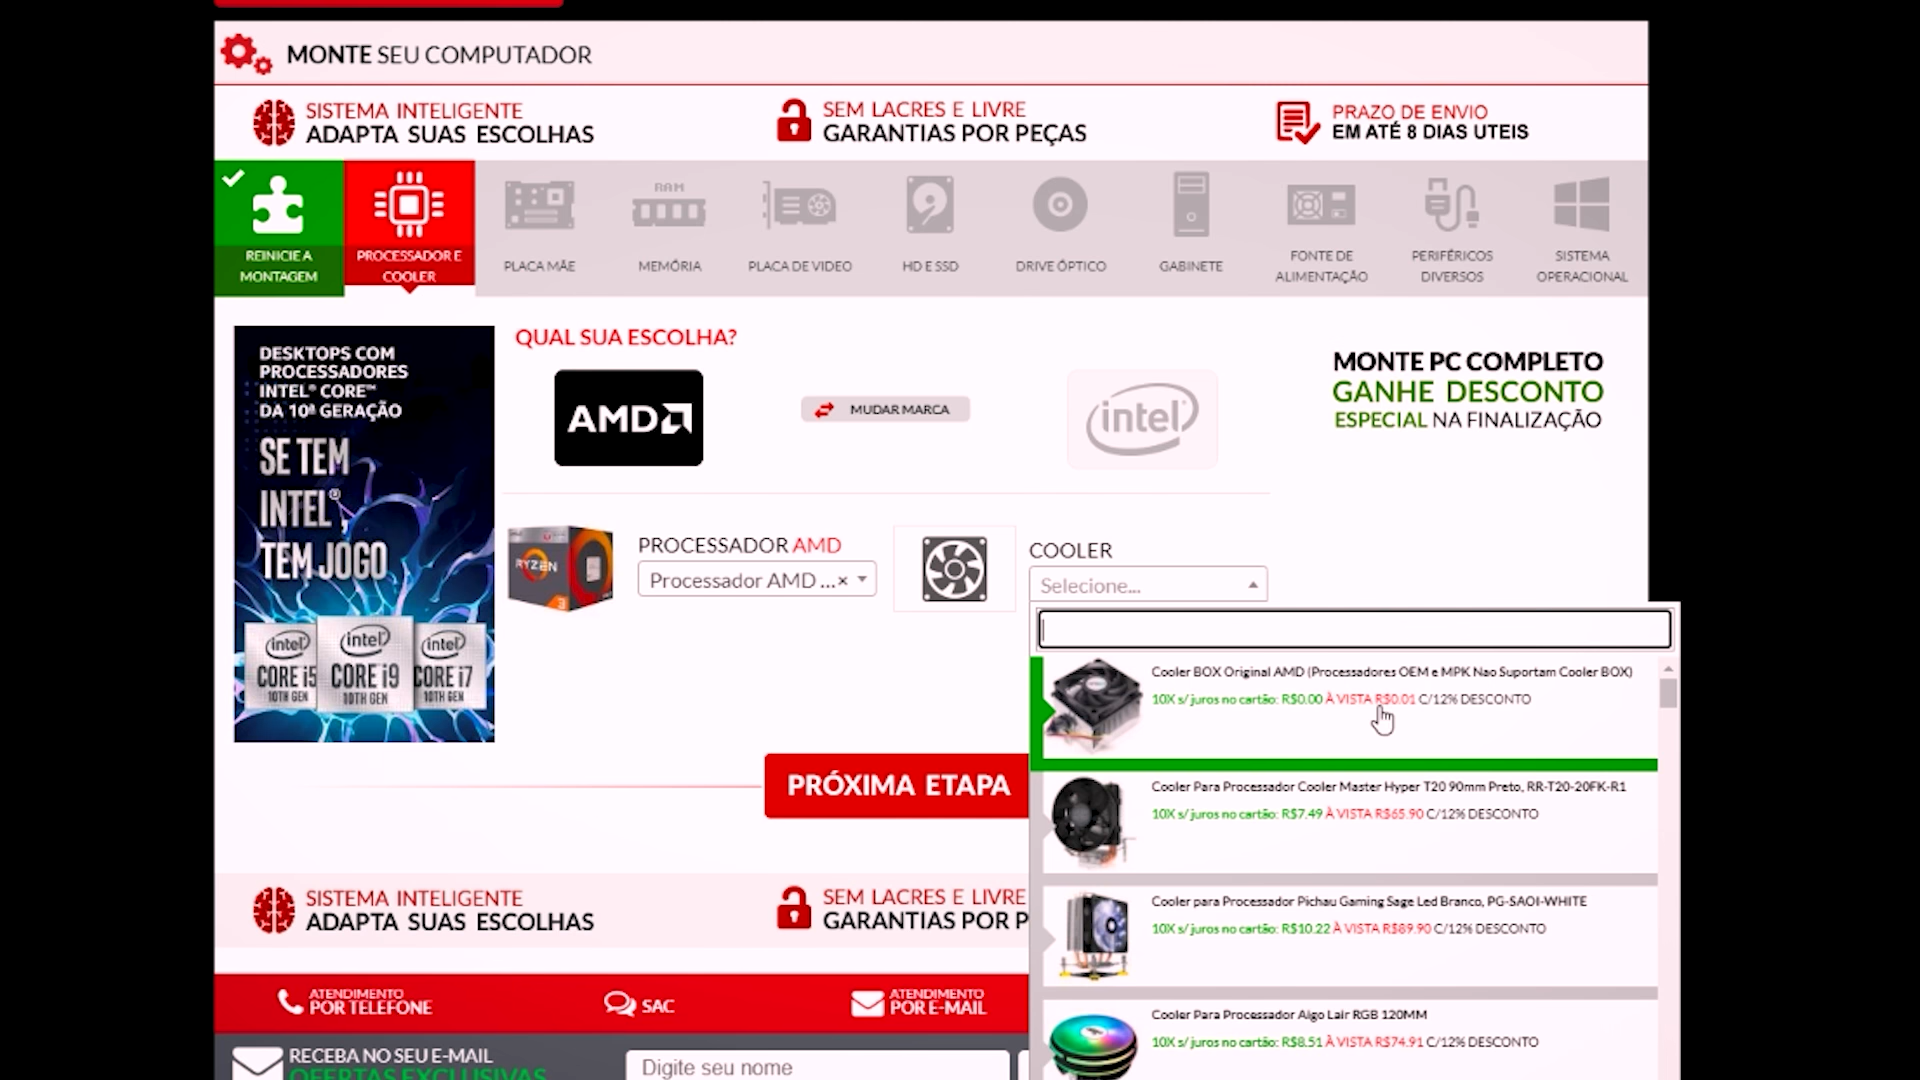 MONTE SEU COMPUTADOR
SISTEMA INTELIGENTE
ADAPTA SUAS ESCOLHAS
SEM LACRES E LIVRE
GARANTIAS POR PEÇAS
PRAZO DE ENVIO
EM ATÉ 8 DIAS UTEIS
REINICIE A
MONTAGEM
PROCESSADOR E
COOLER
PLACA MÃE
RAM
MEMÓRIA
PLACA DE VIDEO
HD E SSD
DRIVE ÓPTICO
GABINETE
FONTE DE
ALIMENTAÇÃO
PERIFÉRICOS
DIVERSOS
SISTEMA
OPERACIONAL
DESKTOPS COM
PROCESSADORES
INTEL® CORE™
DA 10ª GERAÇÃO
SE TEM
INTEL®,
TEM JOGO
intel
CORE i5
10TH GEN
intel
CORE i9
10TH GEN
intel
CORE i7
10TH GEN
QUAL SUA ESCOLHA?
AMD
MUDAR MARCA
intel
MONTE PC COMPLETO
GANHE DESCONTO
ESPECIAL NA FINALIZAÇÃO
RYZEN
3
PROCESSADOR AMD
Processador AMD ...×
COOLER
Selecione...
Cooler BOX Original AMD (Processadores OEM e MPK Nao Suportam Cooler BOX)
10X s/ juros no cartão: R$0.00 À VISTA R$0.01 C/12% DESCONTO
Cooler Para Processador Cooler Master Hyper T20 90mm Preto, RR-T20-20FK-R1
10X s/ juros no cartão: R$7.49 À VISTA R$65.90 C/12% DESCONTO
Cooler para Processador Pichau Gaming Sage Led Branco, PG-SA01-WHITE
10X s/ juros no cartão: R$10.22 À VISTA R$89.90 C/12% DESCONTO
Cooler Para Processador Aigo Lair RGB 120MM
10X s/ juros no cartão: R$8.51 À VISTA R$74.91 C/12% DESCONTO
PRÓXIMA ETAPA
SISTEMA INTELIGENTE
ADAPTA SUAS ESCOLHAS
SEM LACRES E LIVRE
GARANTIAS POR P
ATENDIMENTO
POR TELEFONE
SAC
ATENDIMENTO
POR E-MAIL
RECEBA NO SEU E-MAIL
OFERTAS EXCLUSIVAS
Digite seu nome